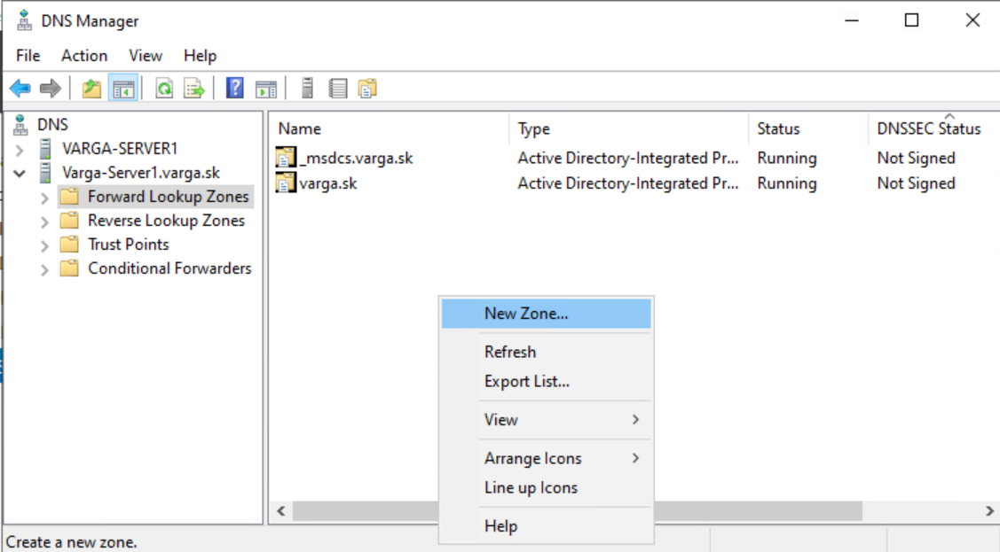 DNS Manager
File Action View Help
DNS
VARGA-SERVER1
Varga-Server1.varga.sk
Forward Lookup Zones
Reverse Lookup Zones
Trust Points
Conditional Forwarders
Name Type Status DNSSEC Status
_msdcs.varga.sk Active Directory-Integrated Pr... Running Not Signed
varga.sk Active Directory-Integrated Pr... Running Not Signed
New Zone...
Refresh
Export List...
View
Arrange Icons
Line up Icons
Help
Create a new zone.